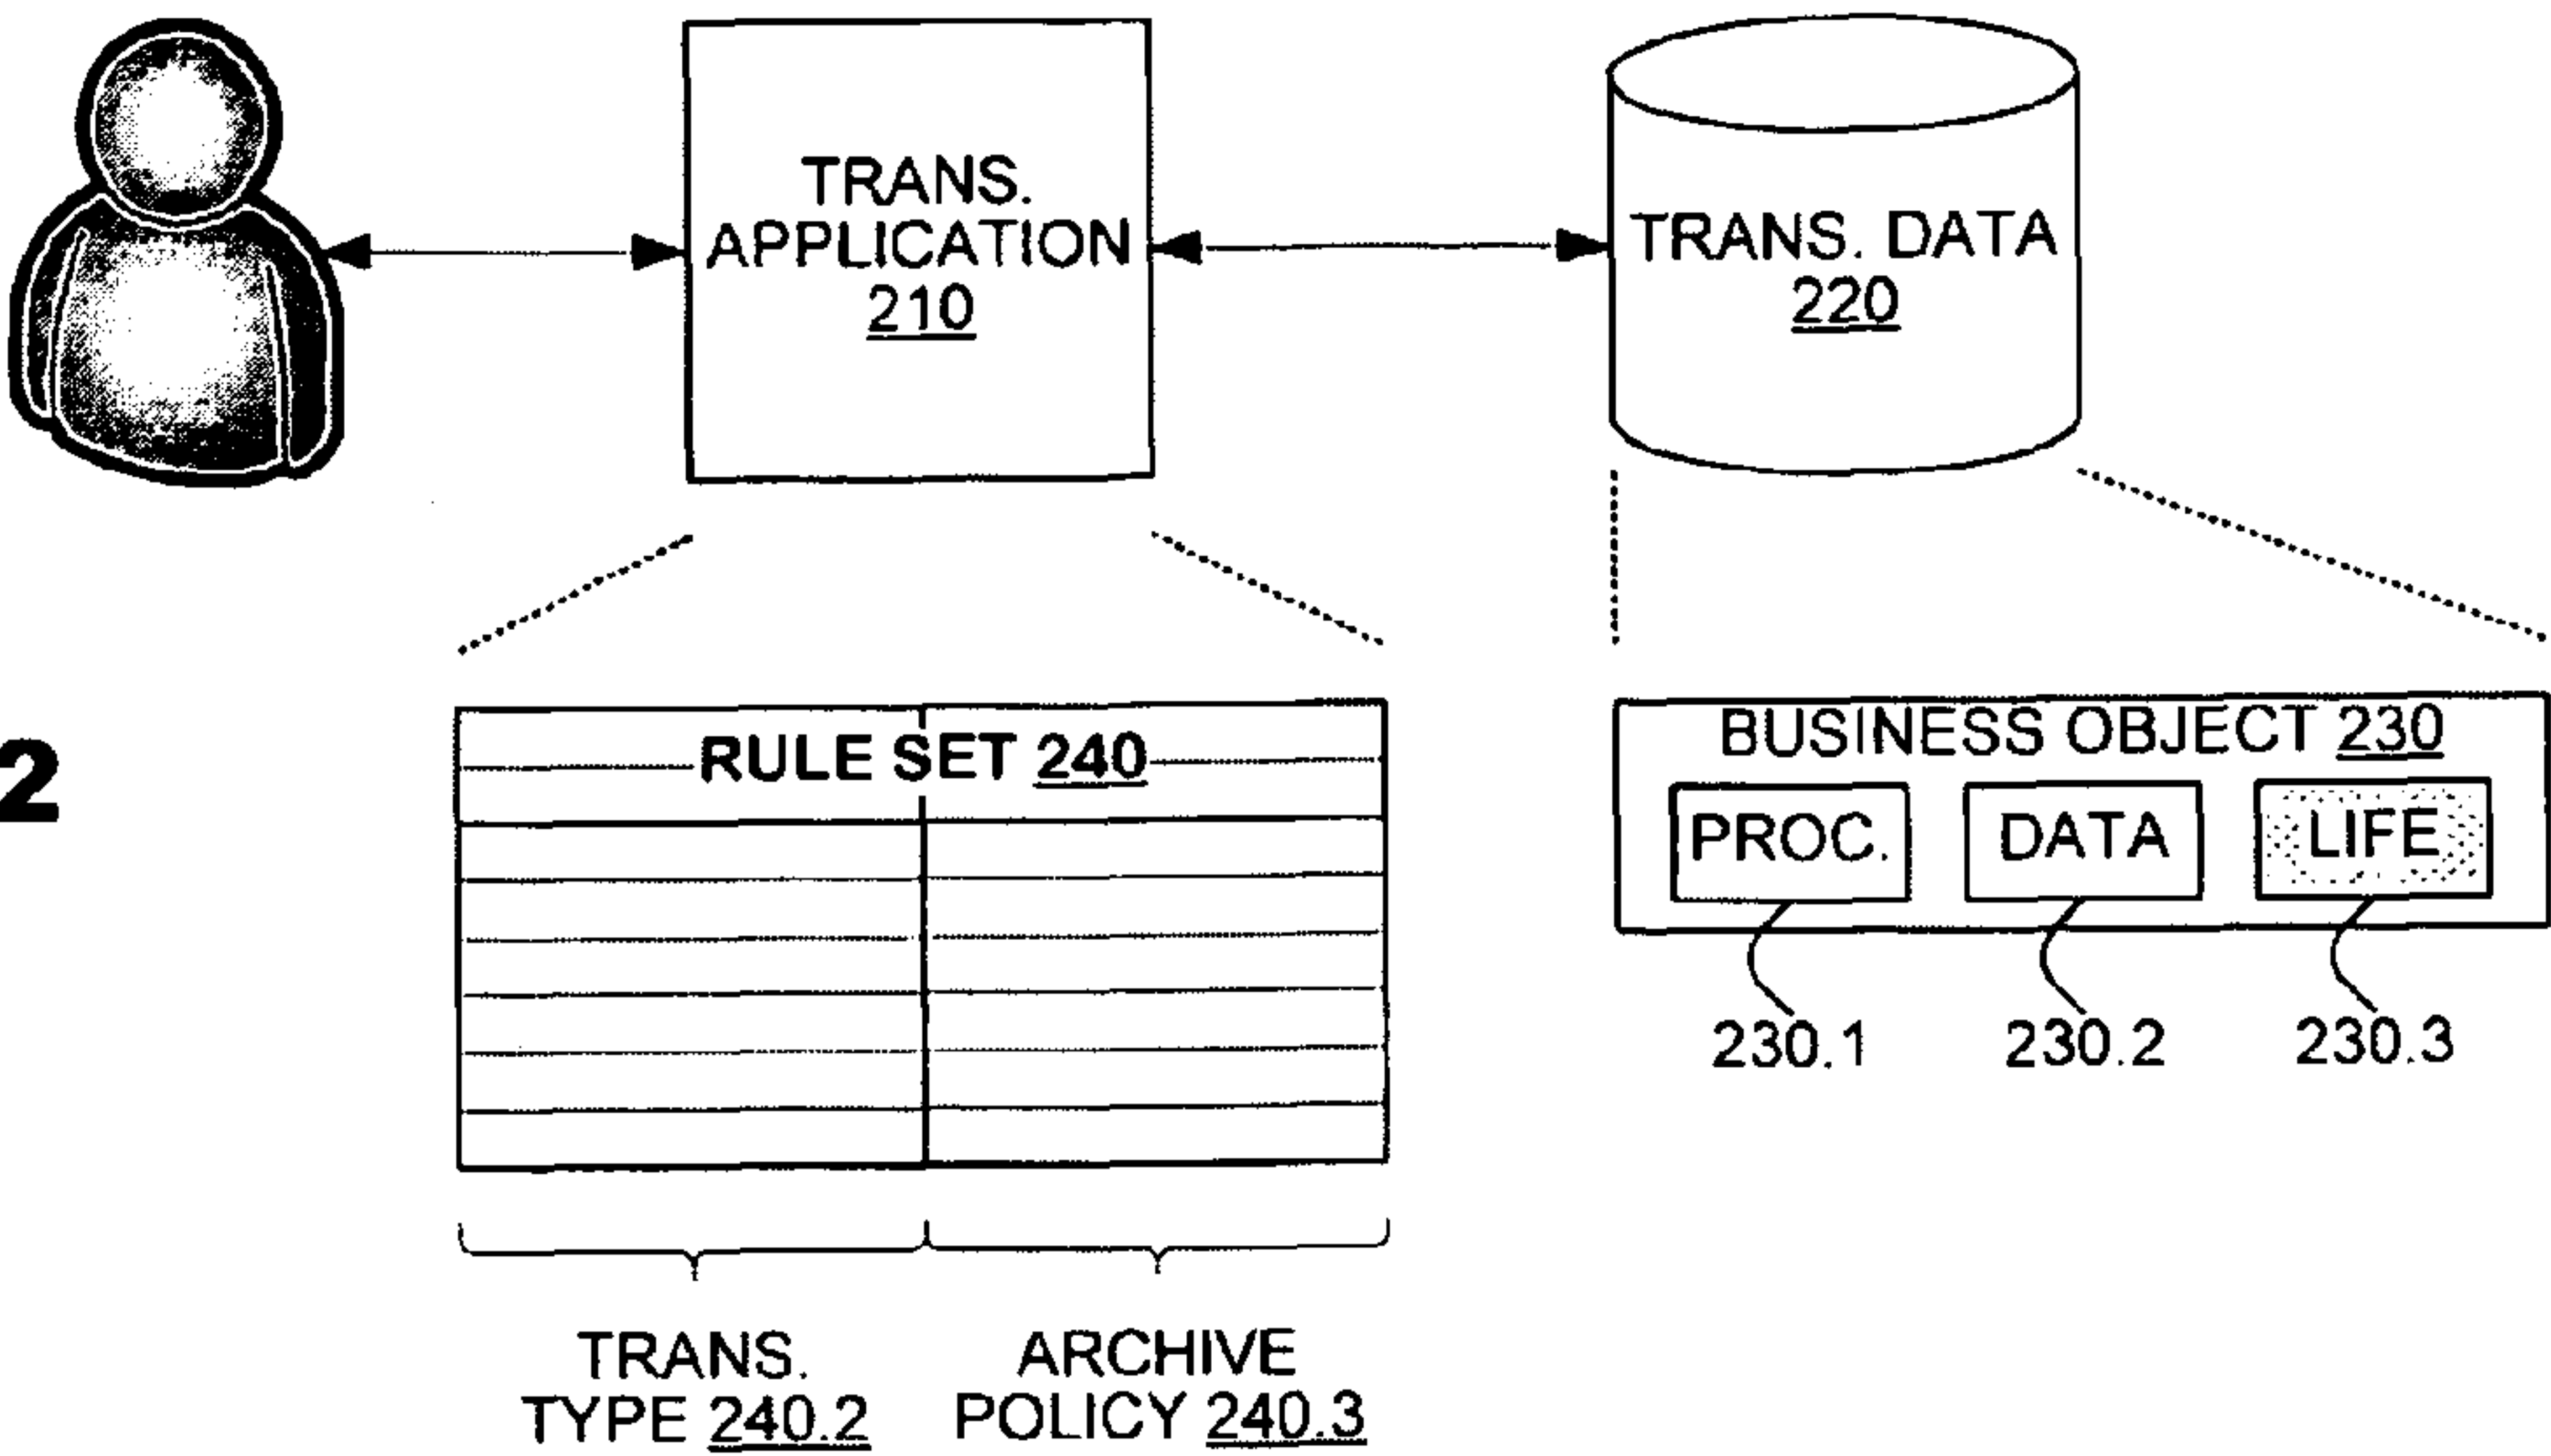 TRANS.
APPLICATION
210
TRANS. DATA
220
2
RULE SET 240
BUSINESS OBJECT 230
PROC.
DATA
LIFE
230.1
230.2
230.3
TRANS.
TYPE 240.2
ARCHIVE
POLICY 240.3